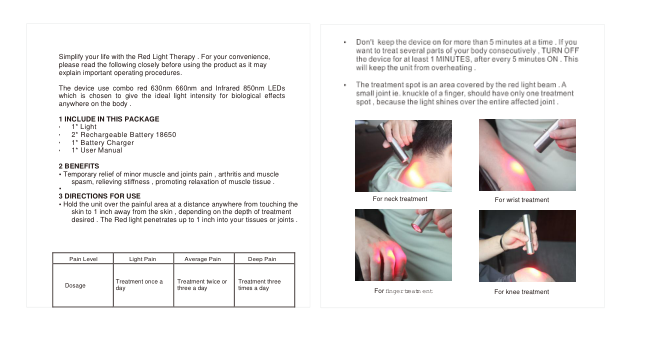 Simplify your life with the Red Light Therapy . For your convenience,
please read the following closely before using the product as it may
explain important operating procedures.
The device use combo red 630nm 660nm and Infrared 850nm LEDs
which is chosen to give the ideal light intensity for biological effects
anywhere on the body .
1 INCLUDE IN THIS PACKAGE
· 1* Light
· 2* Rechargeable Battery 18650
· 1* Battery Charger
· 1* User Manual
2 BENEFITS
• Temporary relief of minor muscle and joints pain , arthritis and muscle
spasm, relieving stiffness , promoting relaxation of muscle tissue .
•
3 DIRECTIONS FOR USE
• Hold the unit over the painful area at a distance anywhere from touching the
skin to 1 inch away from the skin , depending on the depth of treatment
desired . The Red light penetrates up to 1 inch into your tissues or joints .
Pain Level Light Pain Average Pain Deep Pain
Dosage
Treatment once a
day
Treatment twice or
three a day
Treatment three
times a day
• Don't keep the device on for more than 5 minutes at a time . If you
want to treat several parts of your body consecutively , TURN OFF
the device for at least 1 MINUTES, after every 5 minutes ON . This
will keep the unit from overheating .
• The treatment spot is an area covered by the red light beam . A
small joint ie. knuckle of a finger, should have only one treatment
spot , because the light shines over the entire affected joint .
For neck treatment
For wrist treatment
For finger treatment
For knee treatment